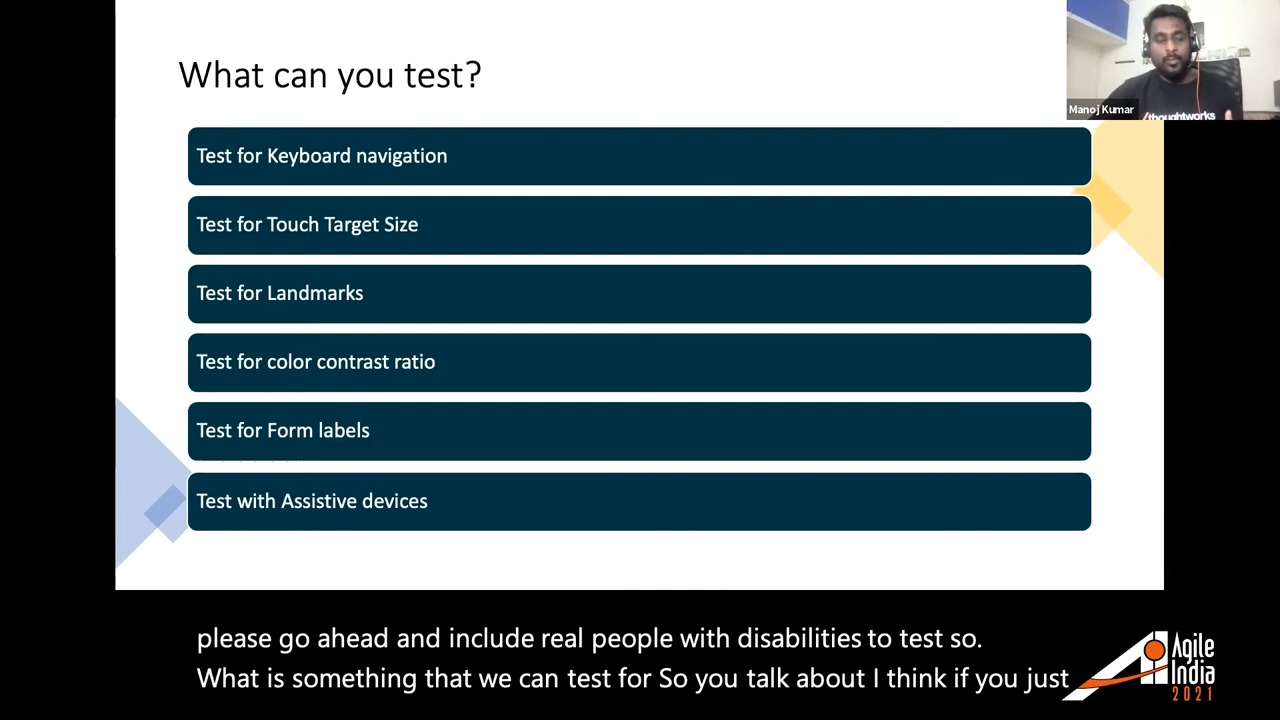 What can you test?
Manoj Kumar
/thoughtworks
Test for Keyboard navigation
Test for Touch Target Size
Test for Landmarks
Test for color contrast ratio
Test for Form labels
Test with Assistive devices
please go ahead and include real people with disabilities to test so.
What is something that we can test for So you talk about I think if you just
Agile
India
2021